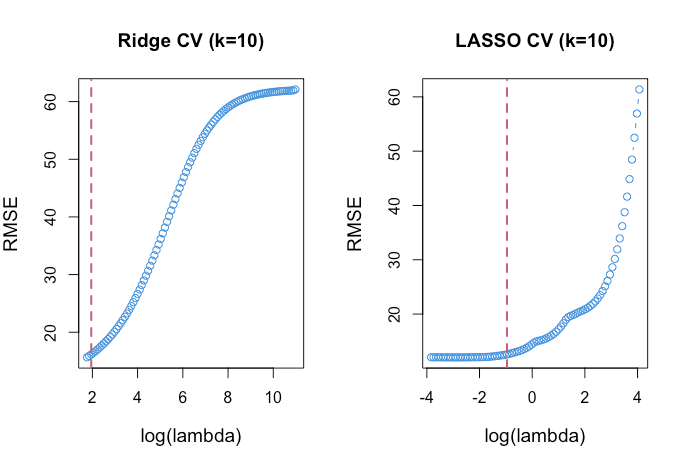 Ridge CV (k=10)
RMSE
60
50
40
30
20
2 4 6 8 10
log(lambda)
LASSO CV (k=10)
RMSE
60
50
40
30
20
-4 -2 0 2 4
log(lambda)